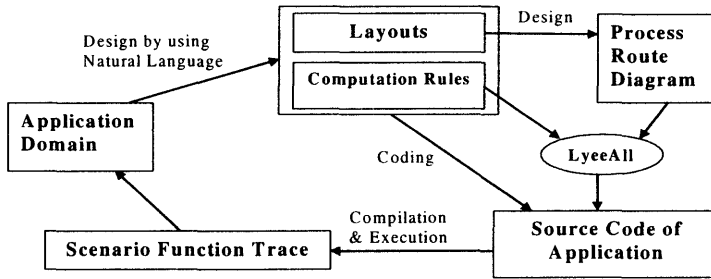 Design by using
Natural Language
Layouts
Computation Rules
Design
Process
Route
Diagram
Application
Domain
LyeeAll
Coding
Compilation
& Execution
Scenario Function Trace
Source Code of
Application